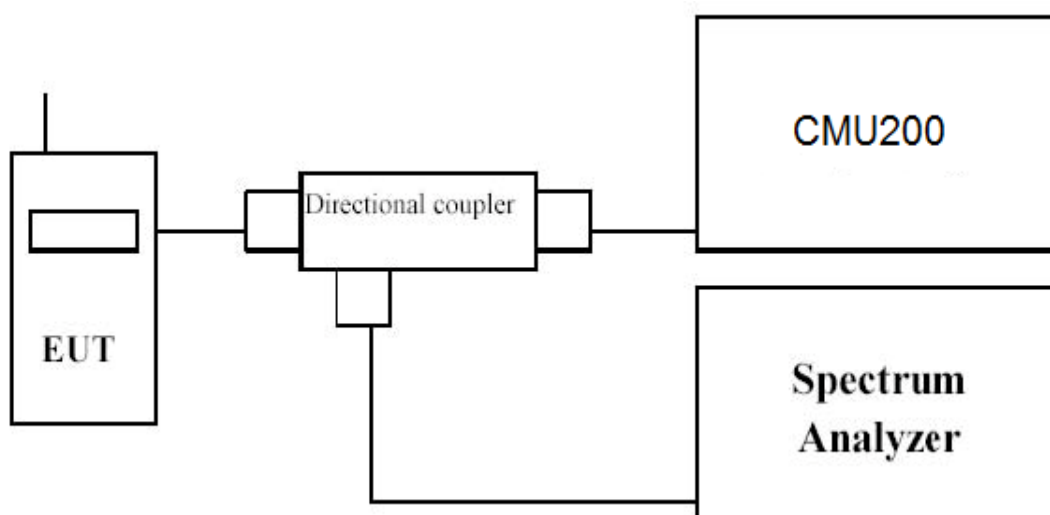 CMU200
Directional coupler
EUT
Spectrum
Analyzer